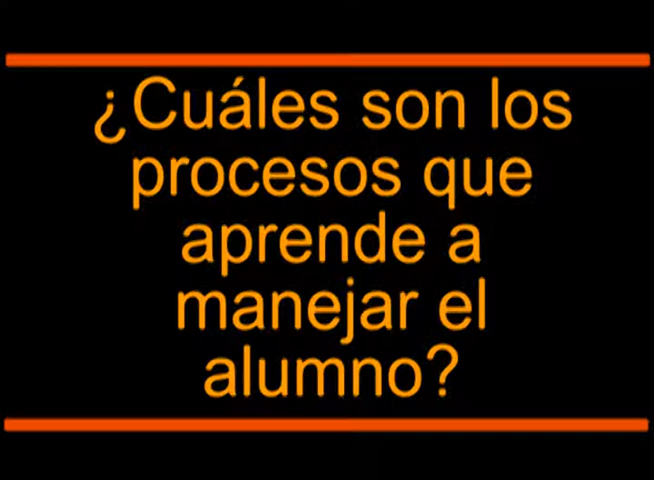 ¿Cuáles son los
procesos que
aprende a
manejar el
alumno?